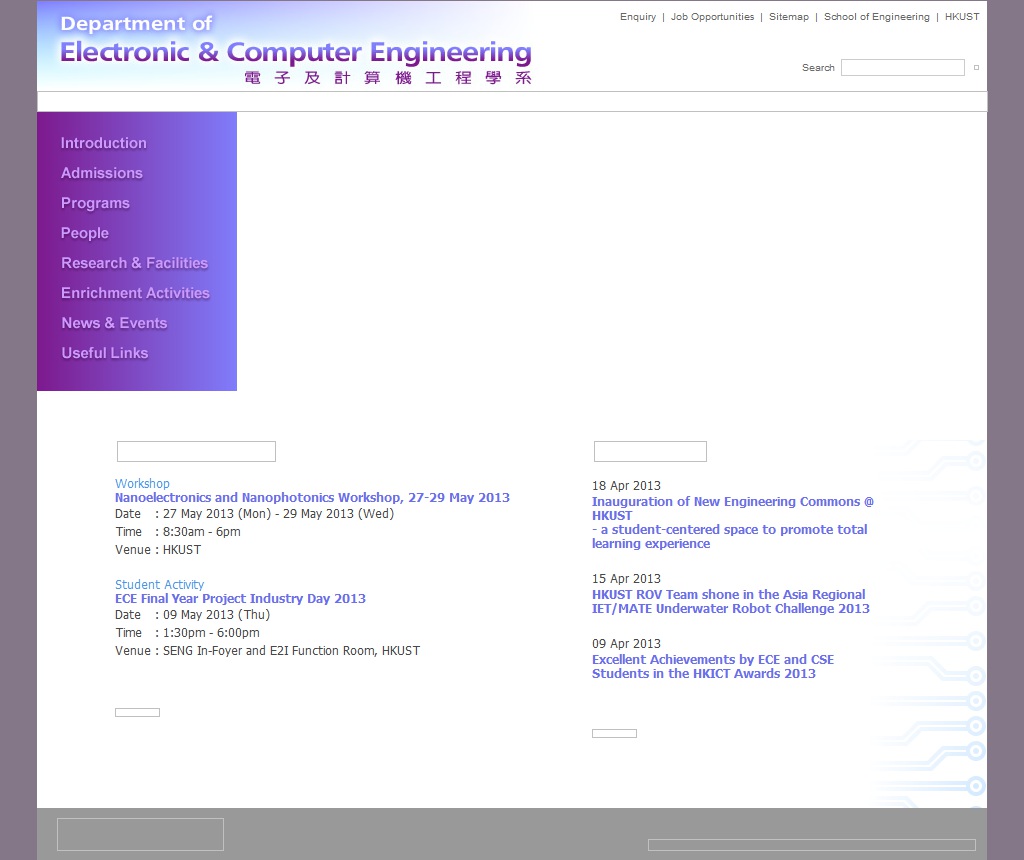 Department of
Electronic & Computer Engineering
電子及計算機工程學系
Enquiry | Job Opportunities | Sitemap | School of Engineering | HKUST
Search
Introduction
Admissions
Programs
People
Research & Facilities
Enrichment Activities
News & Events
Useful Links
Workshop
Nanoelectronics and Nanophotonics Workshop, 27-29 May 2013
Date : 27 May 2013 (Mon) - 29 May 2013 (Wed)
Time : 8:30am - 6pm
Venue : HKUST
Student Activity
ECE Final Year Project Industry Day 2013
Date : 09 May 2013 (Thu)
Time : 1:30pm - 6:00pm
Venue : SENG In-Foyer and E2I Function Room, HKUST
18 Apr 2013
Inauguration of New Engineering Commons @
HKUST
- a student-centered space to promote total
learning experience
15 Apr 2013
HKUST ROV Team shone in the Asia Regional
IET/MATE Underwater Robot Challenge 2013
09 Apr 2013
Excellent Achievements by ECE and CSE
Students in the HKICT Awards 2013